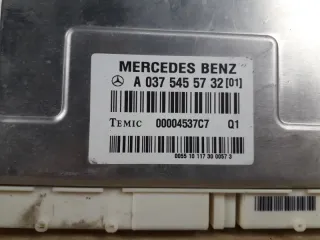 MERCEDES BENZ
A 037 545 57 32 [01]
TEMIC 00004537C7 Q1
0055 10 117 30 0057 3